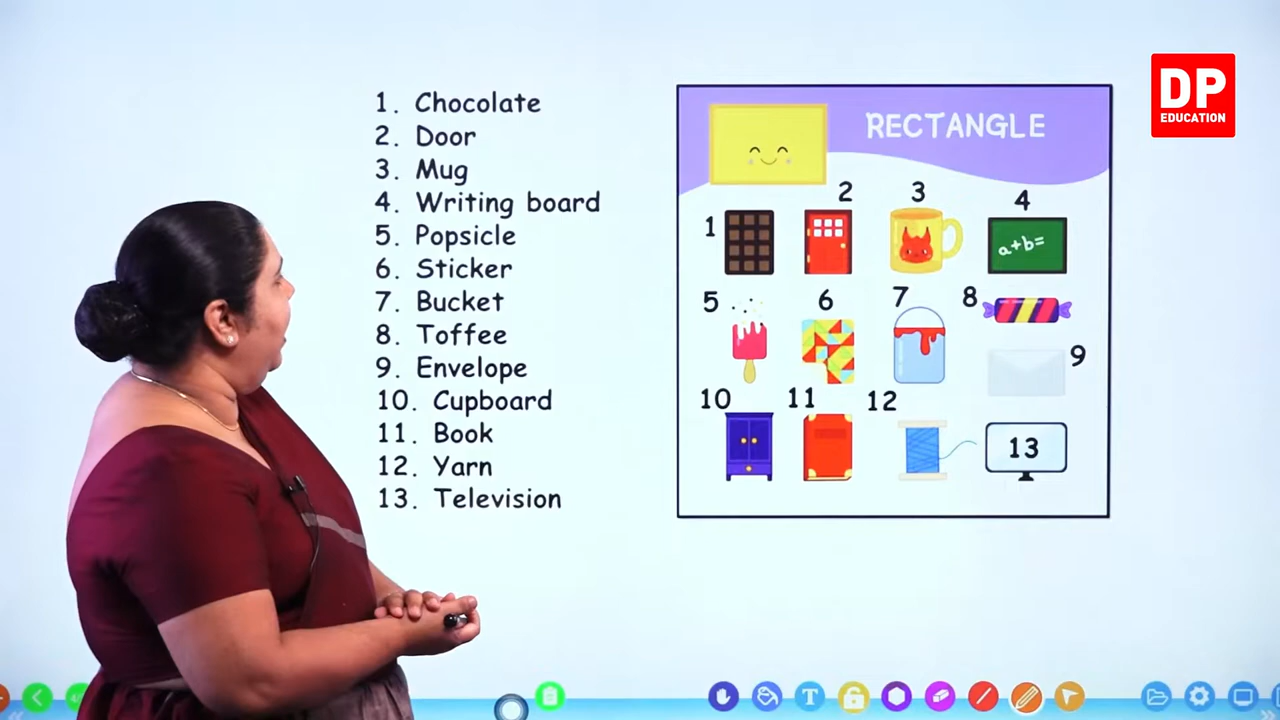 DP
EDUCATION
1. Chocolate
2. Door
3. Mug
4. Writing board
5. Popsicle
6. Sticker
7. Bucket
8. Toffee
9. Envelope
10. Cupboard
11. Book
12. Yarn
13. Television
RECTANGLE
1
2
3
4
a+b=
5
6
7
8
9
10
11
12
13
T